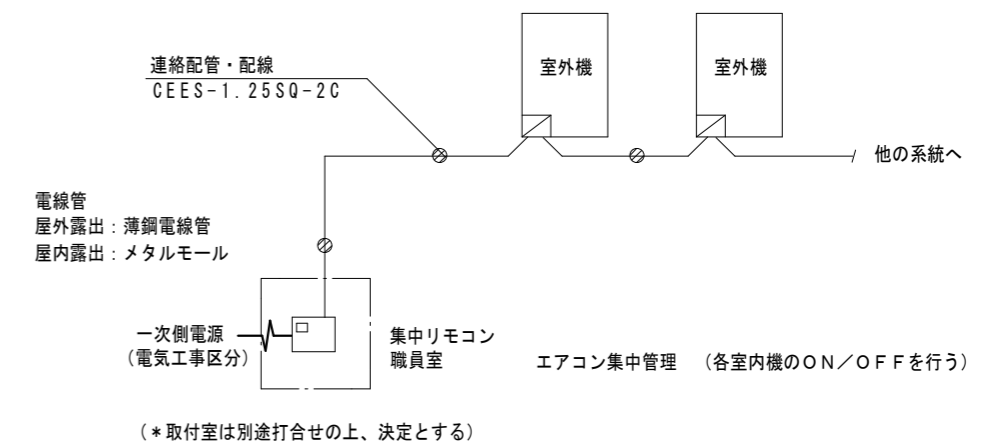 連絡配管・配線
CEES-1.25SQ-2C
室外機
室外機
他の系統へ
電線管
屋外露出：薄鋼電線管
屋内露出：メタルモール
一次側電源
（電気工事区分）
集中リモコン
職員室
エアコン集中管理　（各室内機のＯＮ／ＯＦＦを行う）
（＊取付室は別途打合せの上、決定とする）